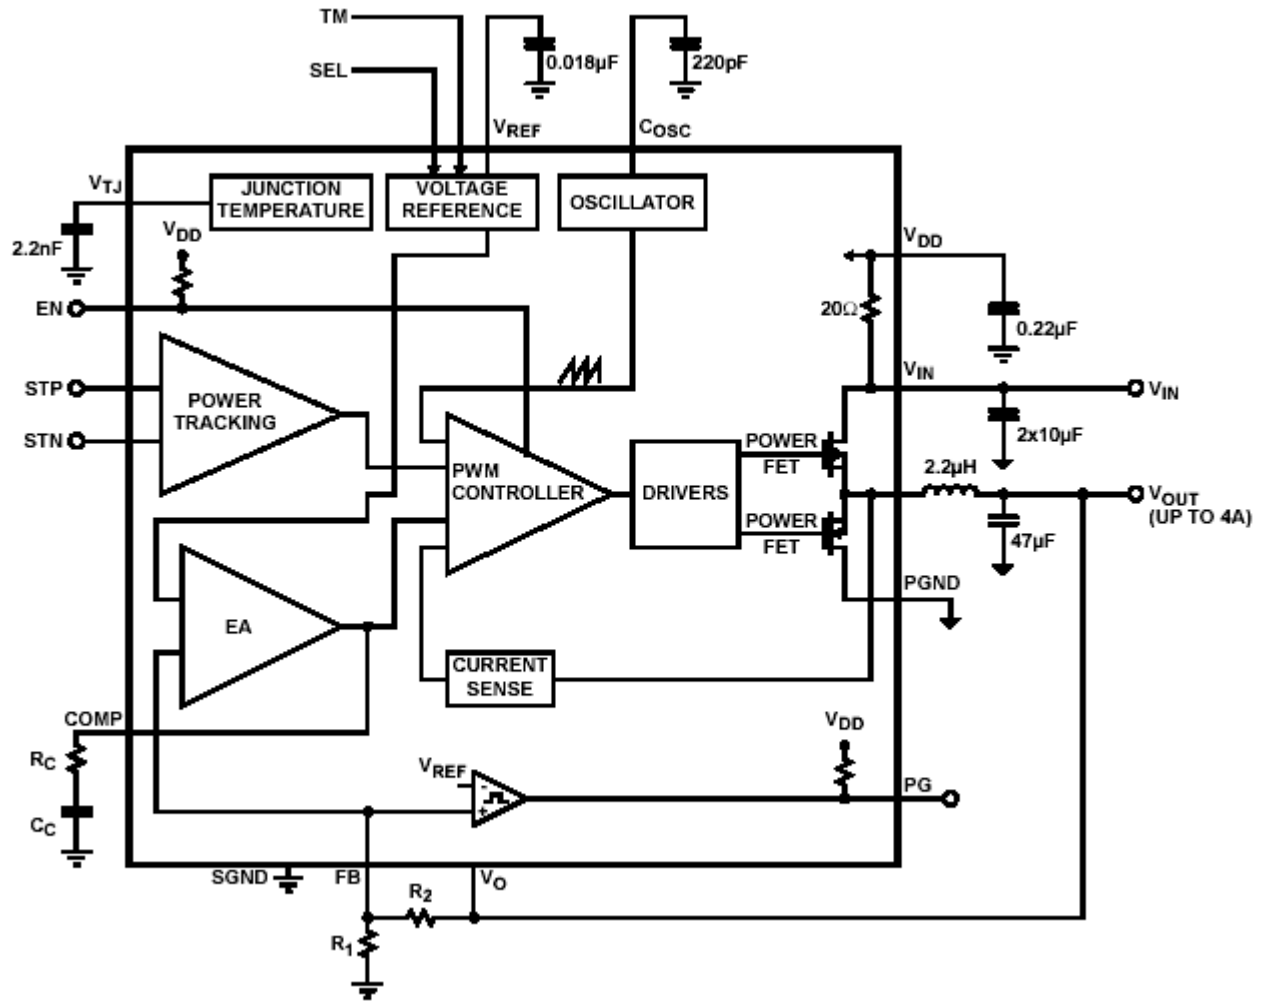 TM
0.018µF
220pF
SEL
VREF
COSC
VTJ
JUNCTION
TEMPERATURE
VOLTAGE
REFERENCE
OSCILLATOR
2.2nF
VDD
VDD
EN
20Ω
0.22µF
STP
POWER
TRACKING
VIN
VIN
STN
2x10µF
PWM
CONTROLLER
DRIVERS
POWER
FET
2.2µH
VOUT
(UP TO 4A)
POWER
FET
47µF
PGND
EA
CURRENT
SENSE
COMP
VDD
RC
VREF
-
+
PG
CC
SGND
FB
VO
R2
R1